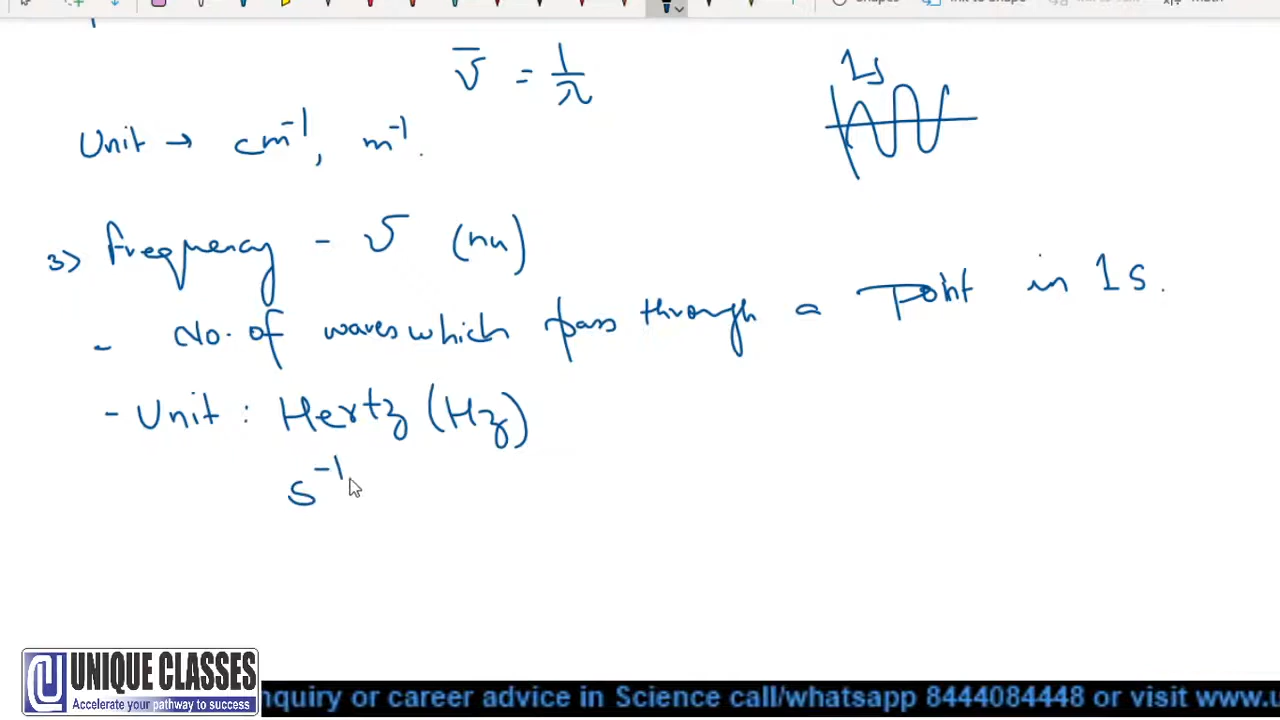 ν̄ = 1/λ
1s
Unit → cm⁻¹, m⁻¹.
3) Frequency - ν (nu)
- No. of waves which pass through a point in 1s.
- Unit : Hertz (Hz)
s⁻¹
UNIQUE CLASSES
Accelerate your pathway to success
nquiry or career advice in Science call/whatsapp 8444084448 or visit www.u